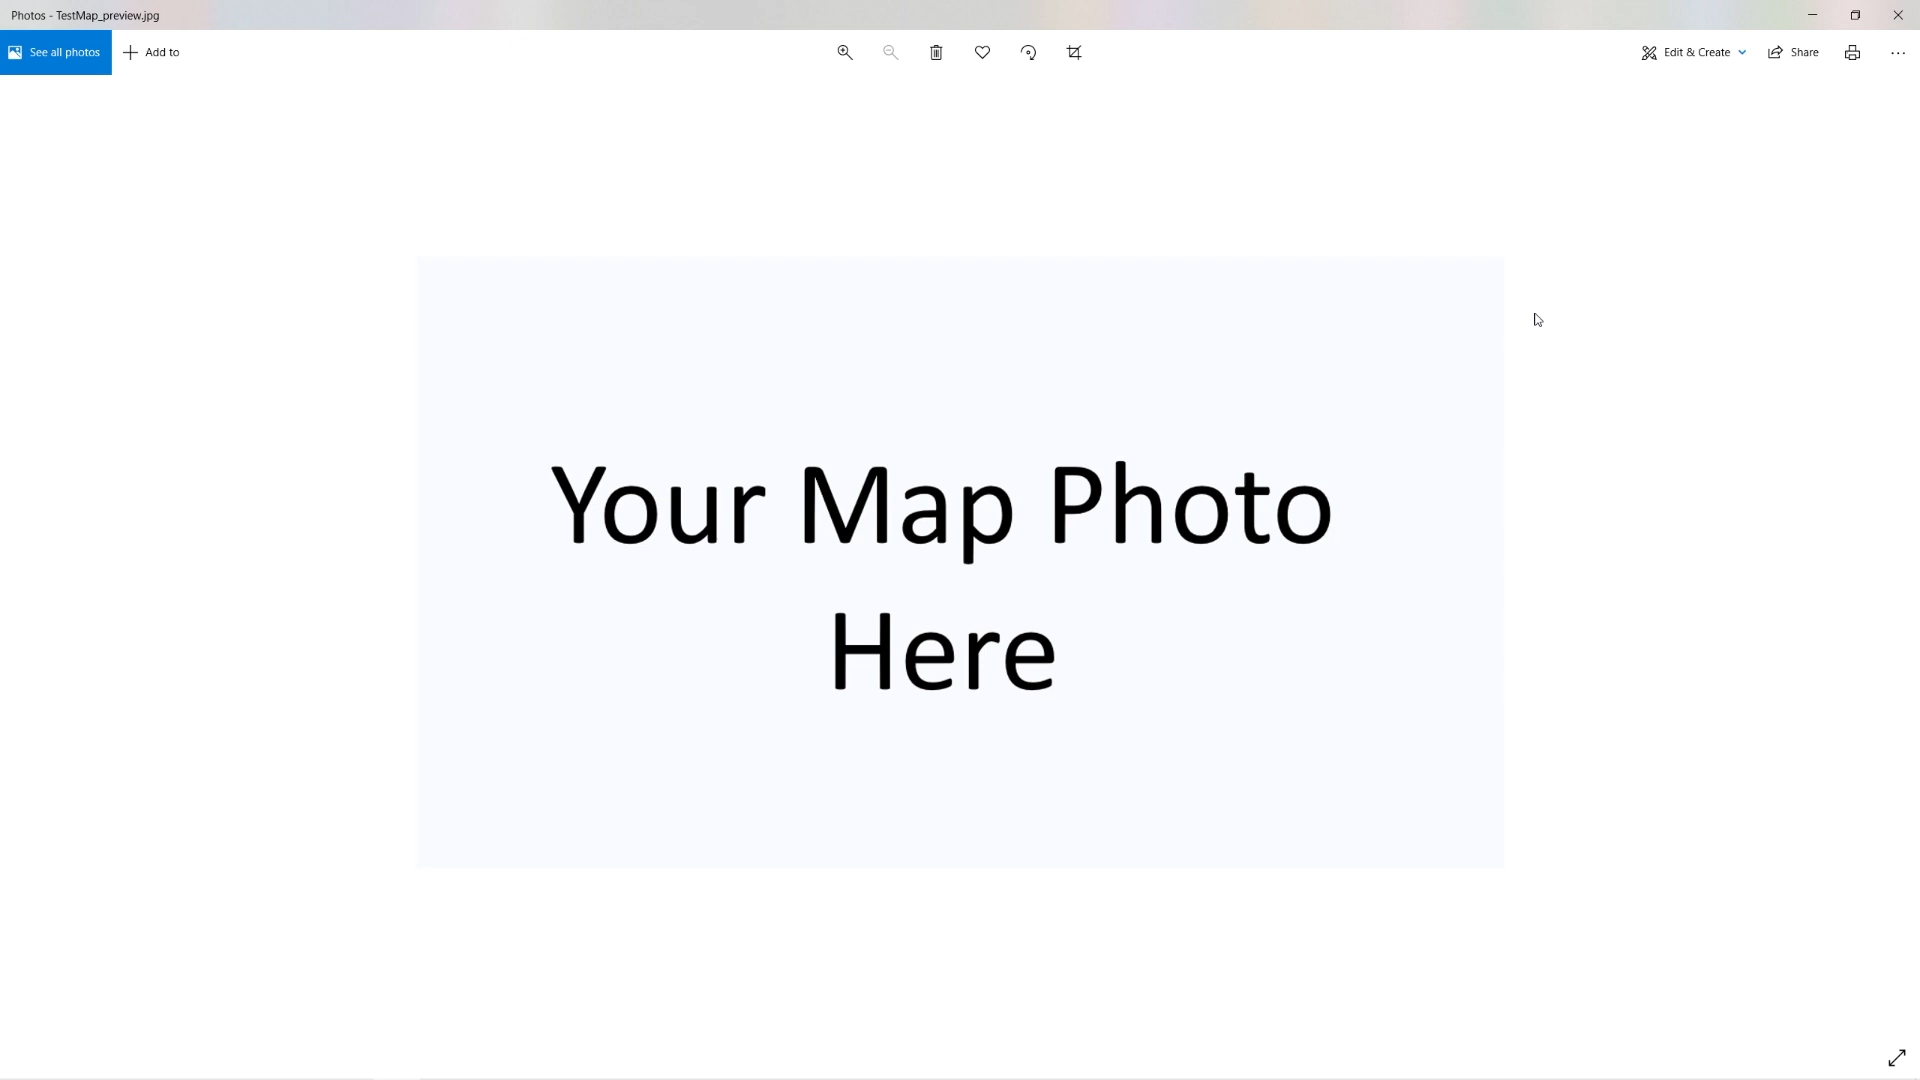 Photos - TestMap_preview.jpg
See all photos
Add to
Edit & Create
Share
Your Map Photo
Here